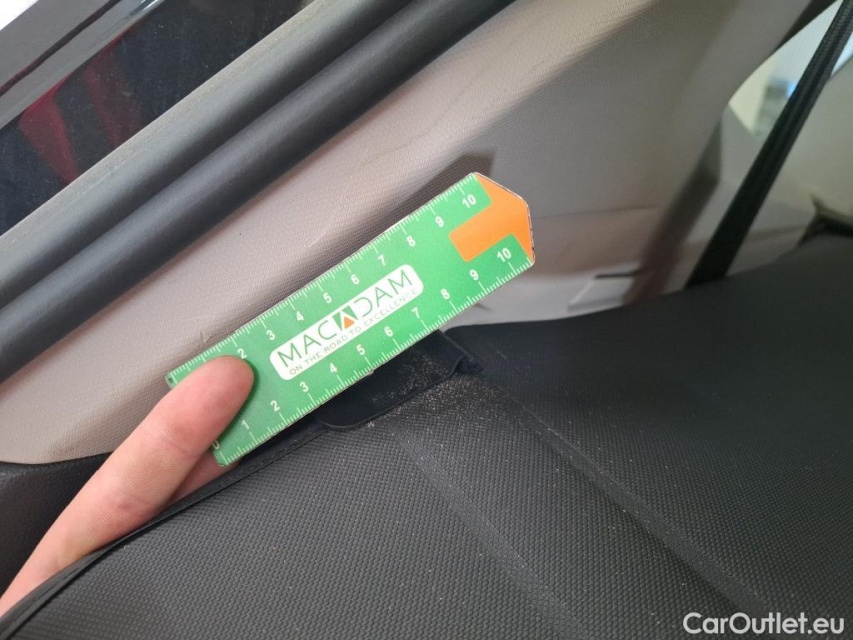 2 3 4 5 6 7 8 9 10
MACADAM
ON THE ROAD TO EXCELLENCE
0 1 2 3 4 5 6 7 8 9 10
CarOutlet.eu